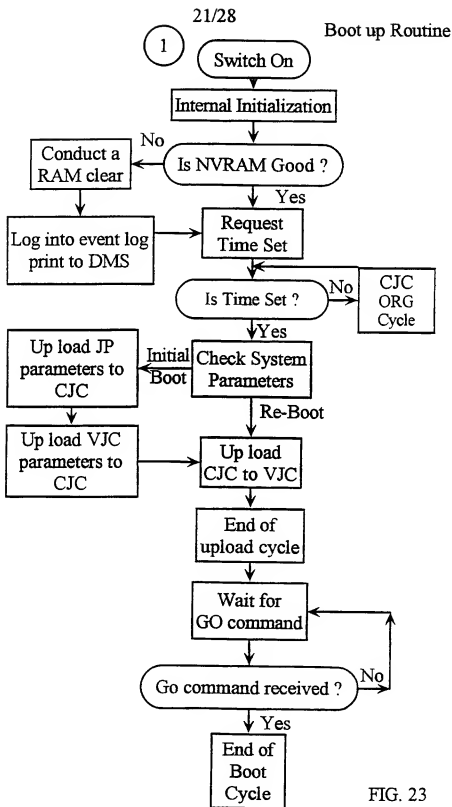 21/28
Boot up Routine
1
Switch On
Internal Initialization
No
Conduct a
RAM clear
Is NVRAM Good ?
Yes
Log into event log
print to DMS
Request
Time Set
Is Time Set ?
No
CJC
ORG
Cycle
Yes
Up load JP
parameters to
CJC
Initial
Boot
Check System
Parameters
Re-Boot
Up load VJC
parameters to
CJC
Up load
CJC to VJC
End of
upload cycle
Wait for
GO command
Go command received ?
No
Yes
End of
Boot
Cycle
FIG. 23